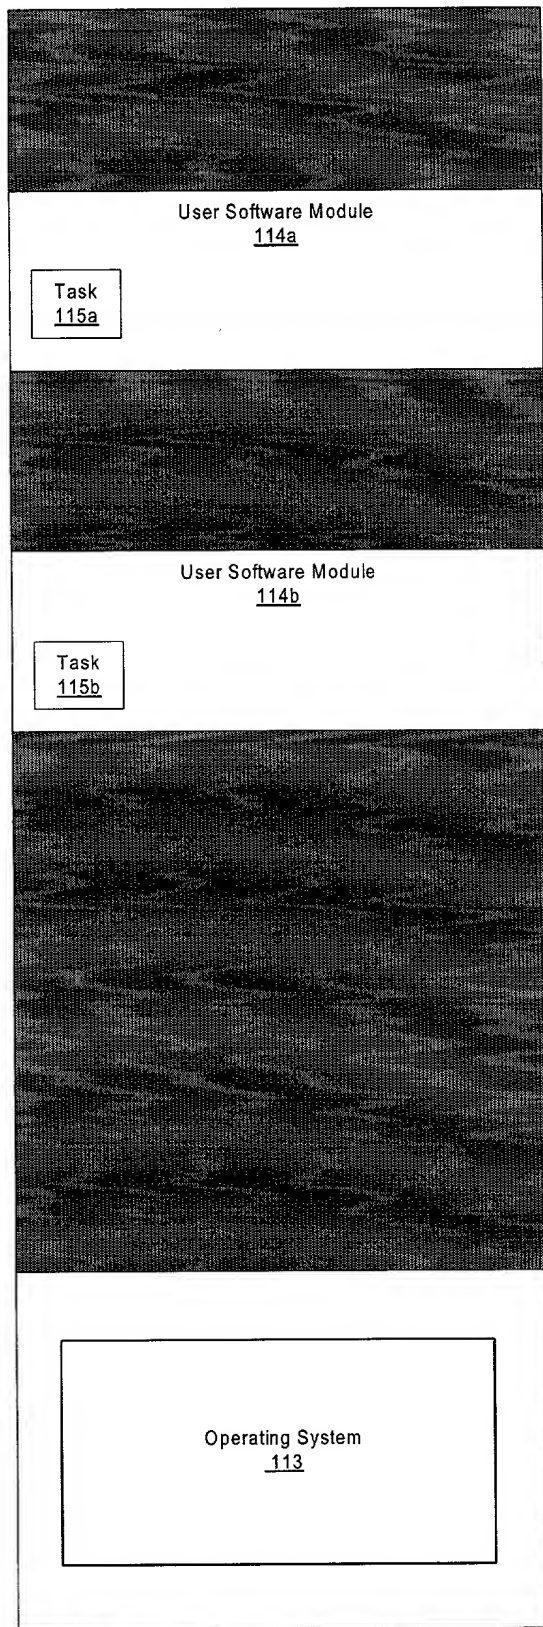 User Software Module
114a
Task
115a
User Software Module
114b
Task
115b
Operating System
113